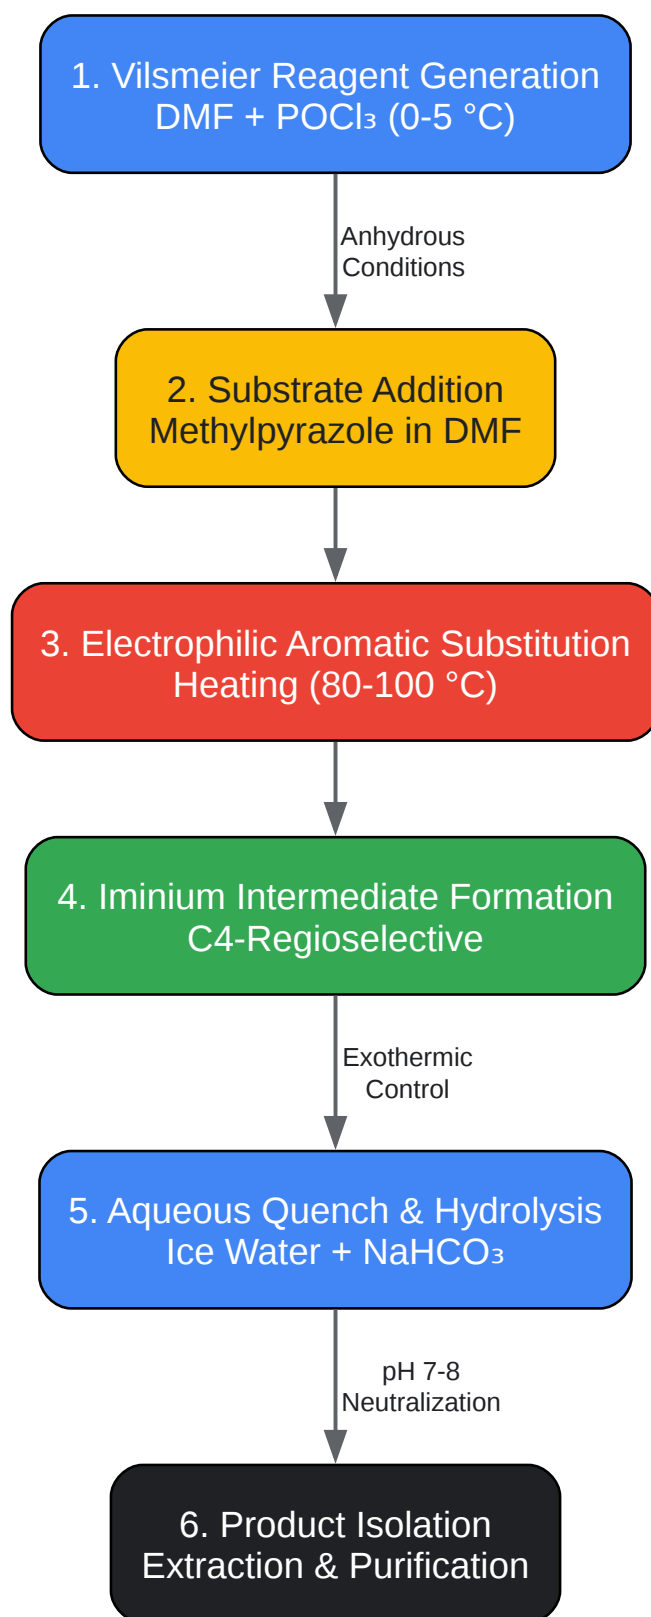 1. Vilsmeier Reagent Generation
DMF + POCl₃ (0-5 °C)
Anhydrous
Conditions
2. Substrate Addition
Methylpyrazole in DMF
3. Electrophilic Aromatic Substitution
Heating (80-100 °C)
4. Iminium Intermediate Formation
C4-Regioselective
Exothermic
Control
5. Aqueous Quench & Hydrolysis
Ice Water + NaHCO₃
pH 7-8
Neutralization
6. Product Isolation
Extraction & Purification